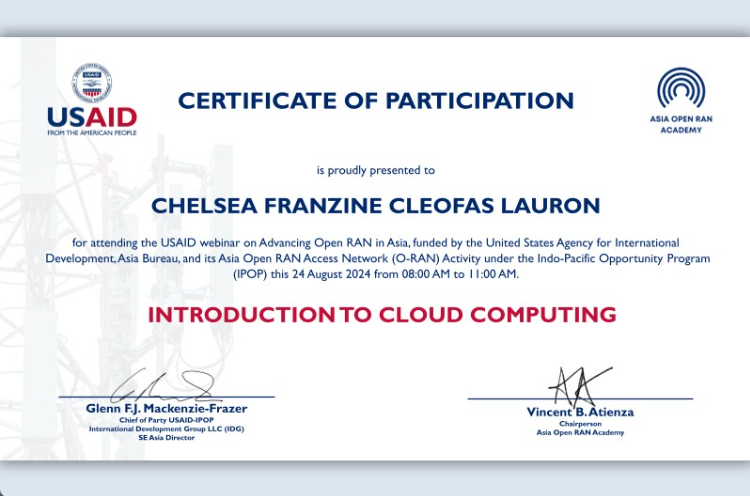 USAID
FROM THE AMERICAN PEOPLE
CERTIFICATE OF PARTICIPATION
ASIA OPEN RAN
ACADEMY
is proudly presented to
CHELSEA FRANZINE CLEOFAS LAURON
for attending the USAID webinar on Advancing Open RAN in Asia, funded by the United States Agency for International
Development, Asia Bureau, and its Asia Open RAN Access Network (O-RAN) Activity under the Indo-Pacific Opportunity Program
(IPOP) this 24 August 2024 from 08:00 AM to 11:00 AM.
INTRODUCTION TO CLOUD COMPUTING
Glenn F.J. Mackenzie-Frazer
Chief of Party USAID-IPOP
International Development Group LLC (IDG)
SE Asia Director
Vincent B. Atienza
Chairperson
Asia Open RAN Academy